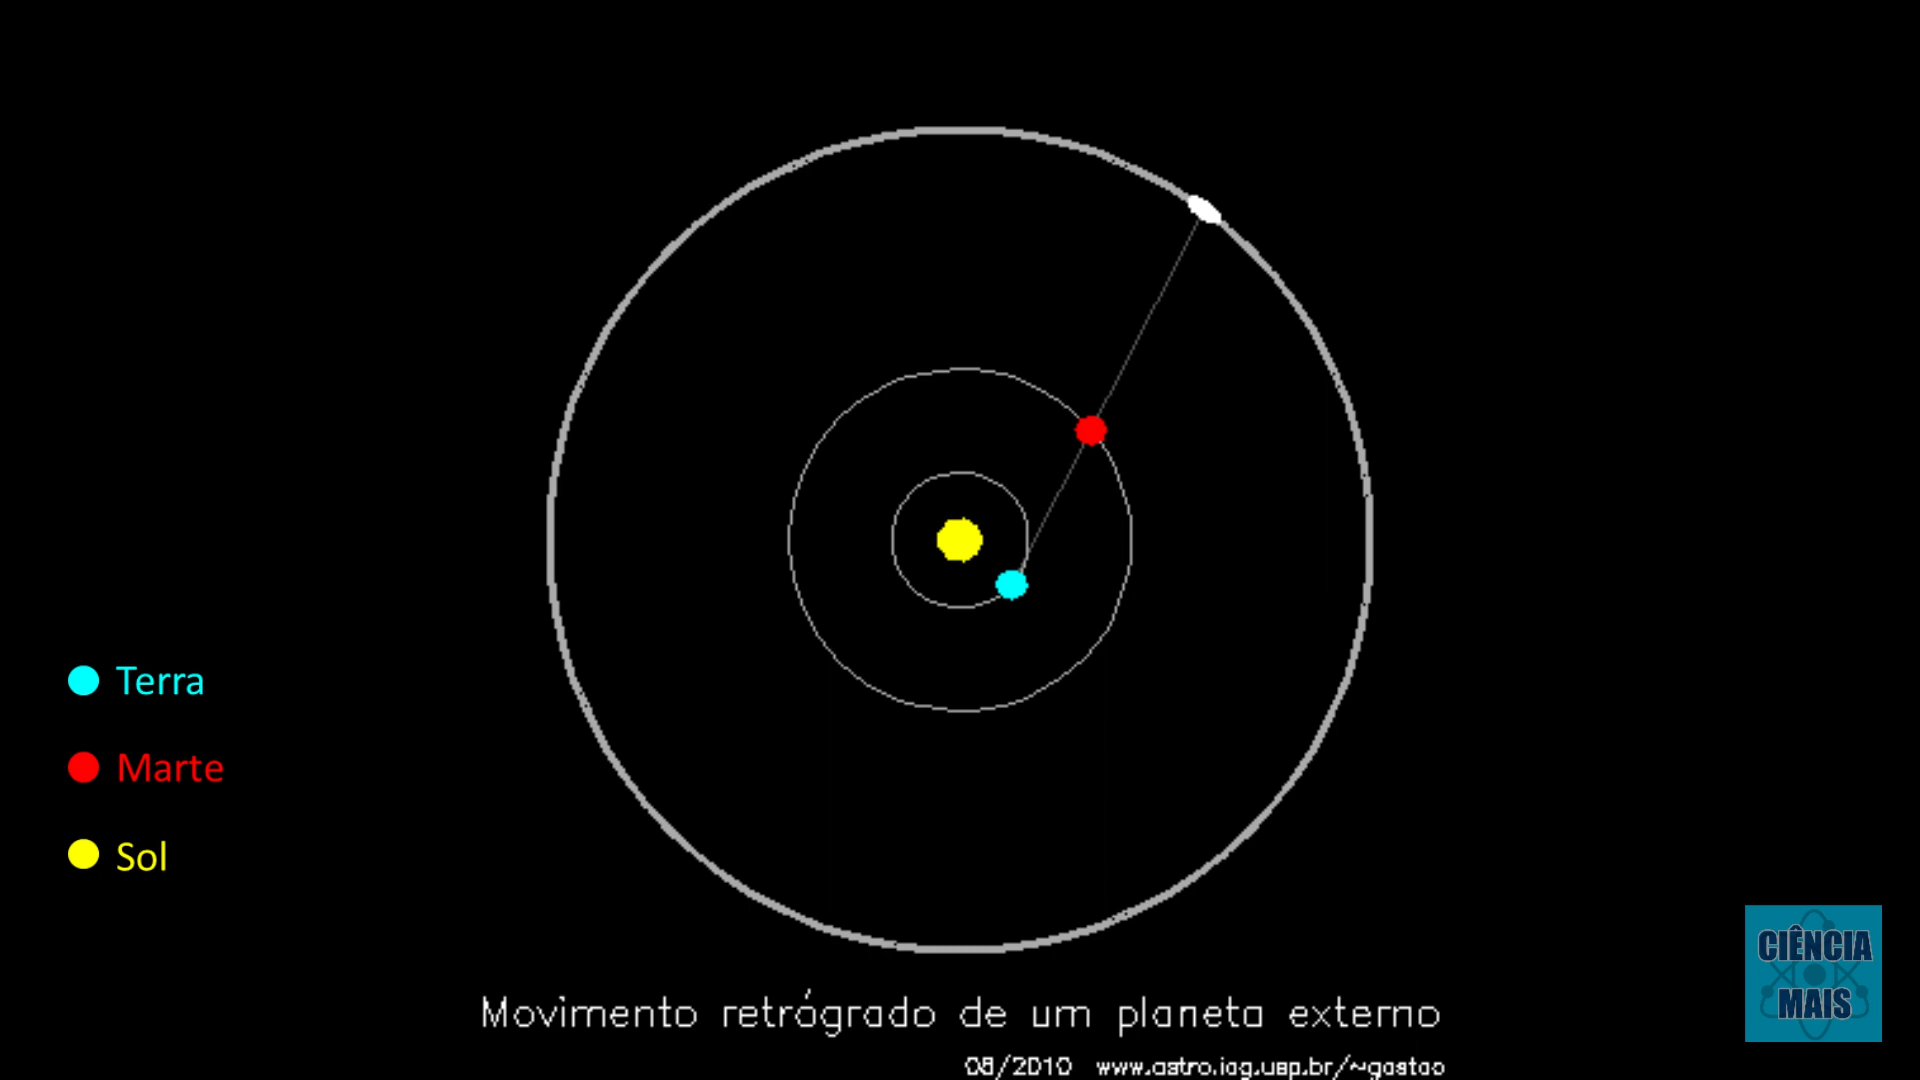 Terra
Marte
Sol
CIÊNCIA
MAIS
Movimento retrógrado de um planeta externo
08/2010 www.astro.iag.usp.br/~gastao